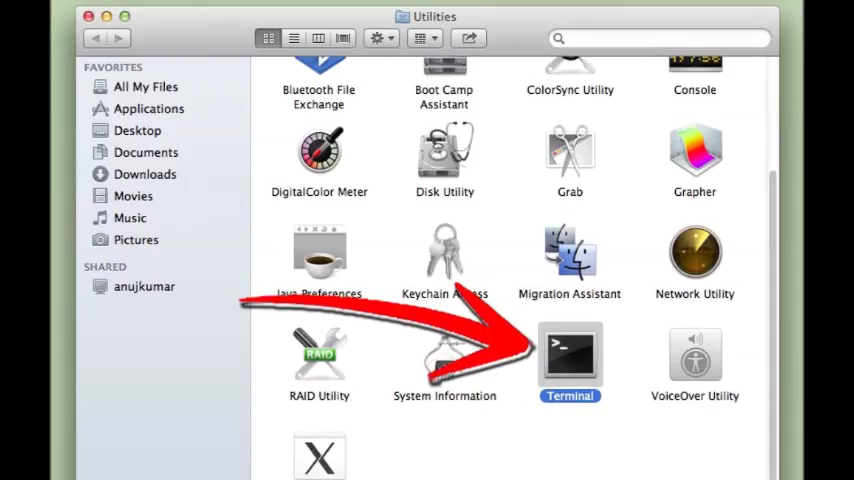 Utilities
FAVORITES
All My Files
Applications
Desktop
Documents
Downloads
Movies
Music
Pictures
SHARED
anujkumar
Bluetooth File
Exchange
Boot Camp
Assistant
ColorSync Utility
Console
DigitalColor Meter
Disk Utility
Grab
Grapher
Java Preferences
Keychain Access
Migration Assistant
Network Utility
RAID
RAID Utility
System Information
>_
Terminal
VoiceOver Utility
X